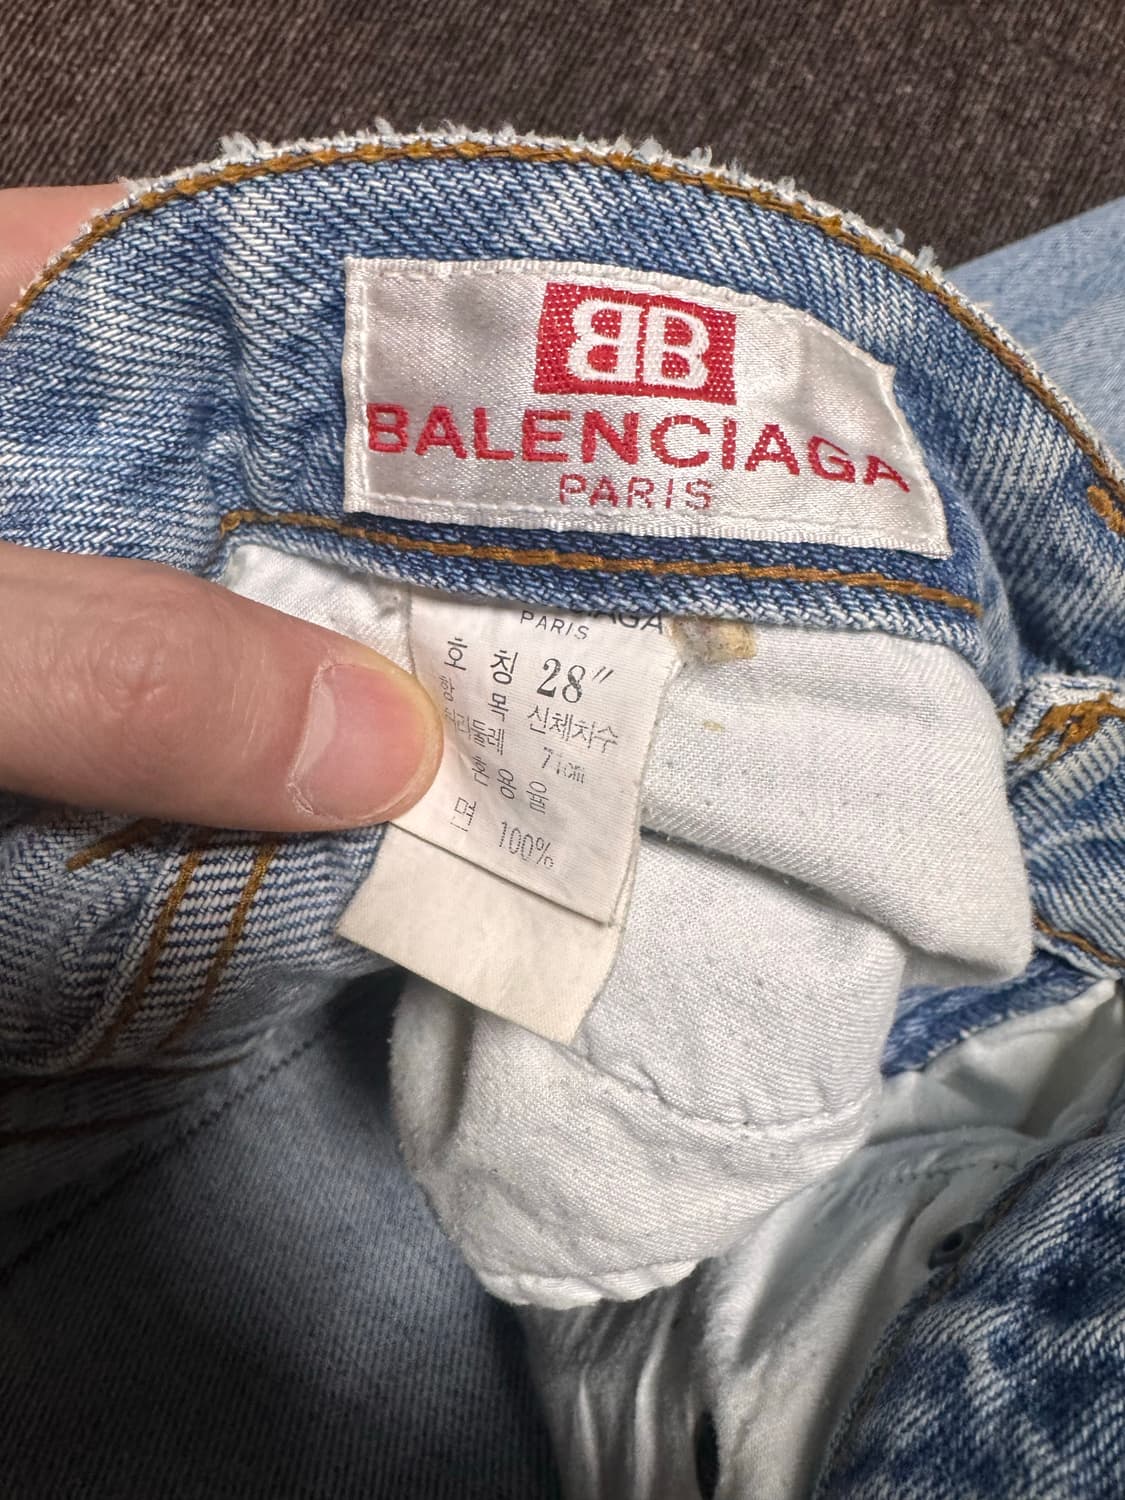 BB
BALENCIAGA
PARIS
PARIS
호 칭 28"
항 목 신체치수
허리둘레 71cm
혼용율
면 100%